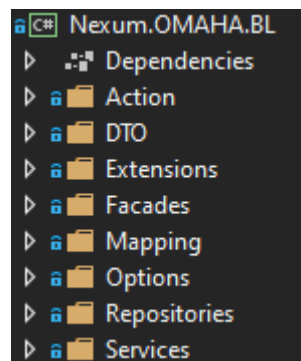 C# Nexum.OMAHA.BL
Dependencies
Action
DTO
Extensions
Facades
Mapping
Options
Repositories
Services